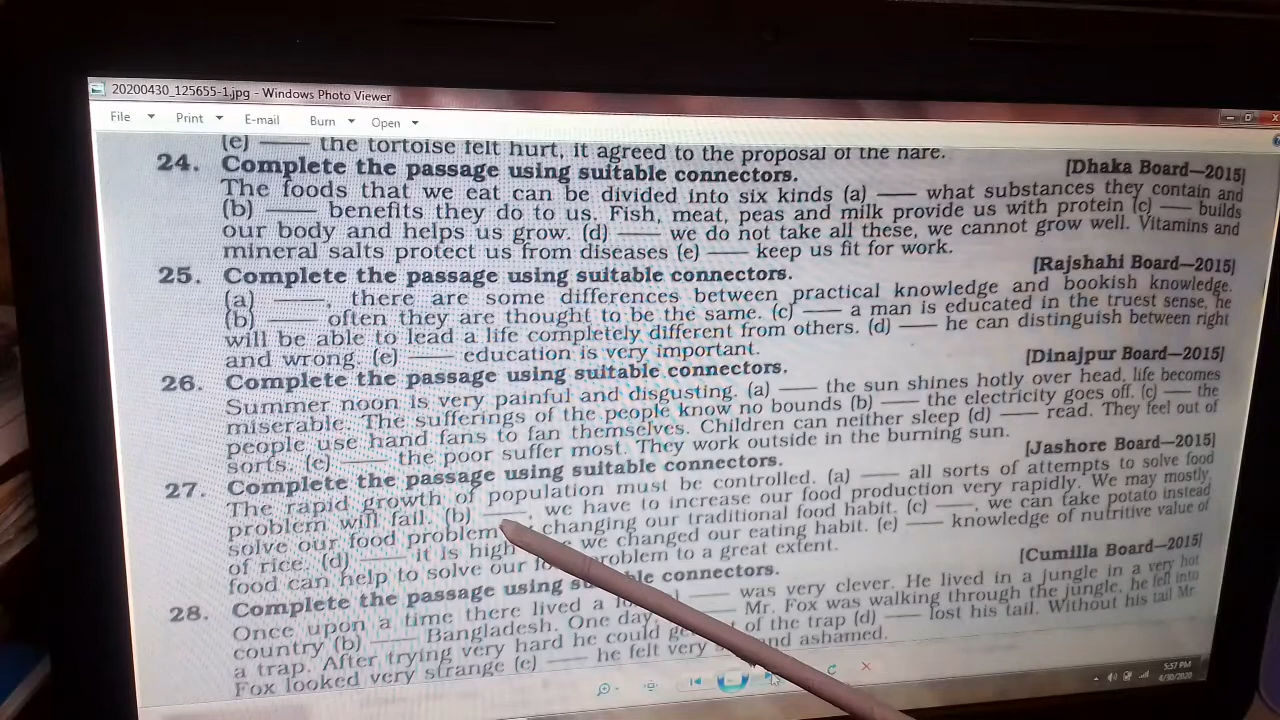 20200430_125655-1.jpg - Windows Photo Viewer
File Print E-mail Burn Open
(e) —— the tortoise felt hurt, it agreed to the proposal of the hare.
24. Complete the passage using suitable connectors. [Dhaka Board—2015]
The foods that we eat can be divided into six kinds (a) —— what substances they contain and
(b) —— benefits they do to us. Fish, meat, peas and milk provide us with protein (c) —— builds
our body and helps us grow. (d) —— we do not take all these, we cannot grow well. Vitamins and
mineral salts protect us from diseases (e) —— keep us fit for work.
25. Complete the passage using suitable connectors. [Rajshahi Board—2015]
(a) ——, there are some differences between practical knowledge and bookish knowledge.
(b) —— often they are thought to be the same. (c) —— a man is educated in the truest sense, he
will be able to lead a life completely different from others. (d) —— he can distinguish between right
and wrong. (e) —— education is very important.
26. Complete the passage using suitable connectors. [Dinajpur Board—2015]
Summer noon is very painful and disgusting. (a) —— the sun shines hotly over head, life becomes
miserable. The sufferings of the people know no bounds (b) —— the electricity goes off. (c) —— the
people use hand fans to fan themselves. Children can neither sleep (d) —— read. They feel out of
sorts. (e) —— the poor suffer most. They work outside in the burning sun.
27. Complete the passage using suitable connectors. [Jashore Board—2015]
The rapid growth of population must be controlled. (a) —— all sorts of attempts to solve food
problem will fail. (b) ——, we have to increase our food production very rapidly. We may mostly
solve our food problem changing our traditional food habit. (c) ——, we can take potato instead
of rice. (d) —— it is high we changed our eating habit. (e) —— knowledge of nutritive value of
food can help to solve our problem to a great extent.
28. Complete the passage using connectors. [Cumilla Board—2015]
Once upon a time there lived a —— was very clever. He lived in a jungle in a very hot
country (b) —— Bangladesh. One day, —— Mr. Fox was walking through the jungle, he fell into
a trap. After trying very hard he could of the trap (d) —— lost his tail. Without his tail Mr
Fox looked very strange (e) —— he felt very and ashamed.
5:57 PM
4/30/2020